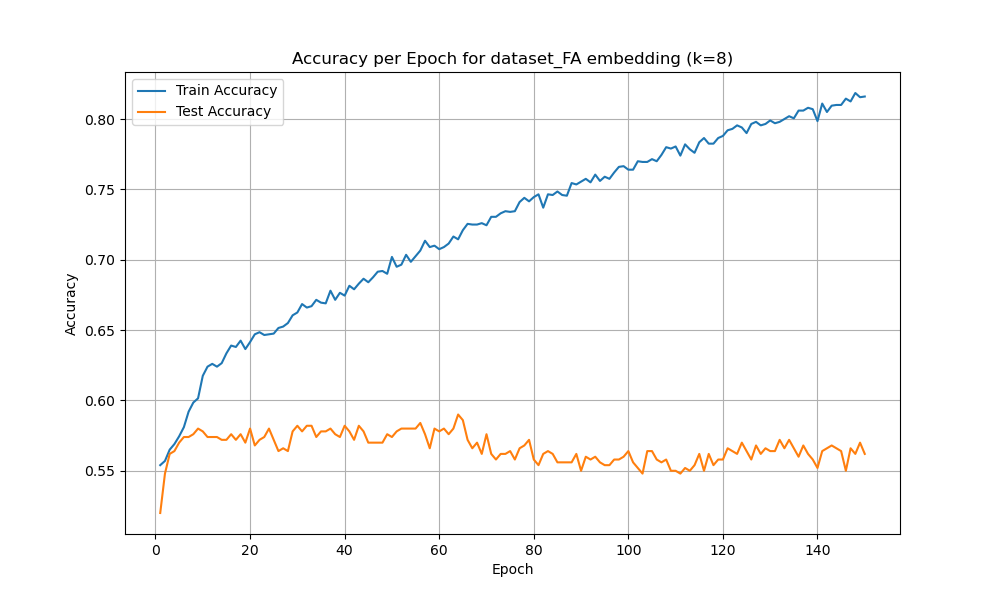 Accuracy per Epoch for dataset_FA embedding (k=8)
Train Accuracy
Test Accuracy
Accuracy
0.80
0.75
0.70
0.65
0.60
0.55
0 20 40 60 80 100 120 140
Epoch